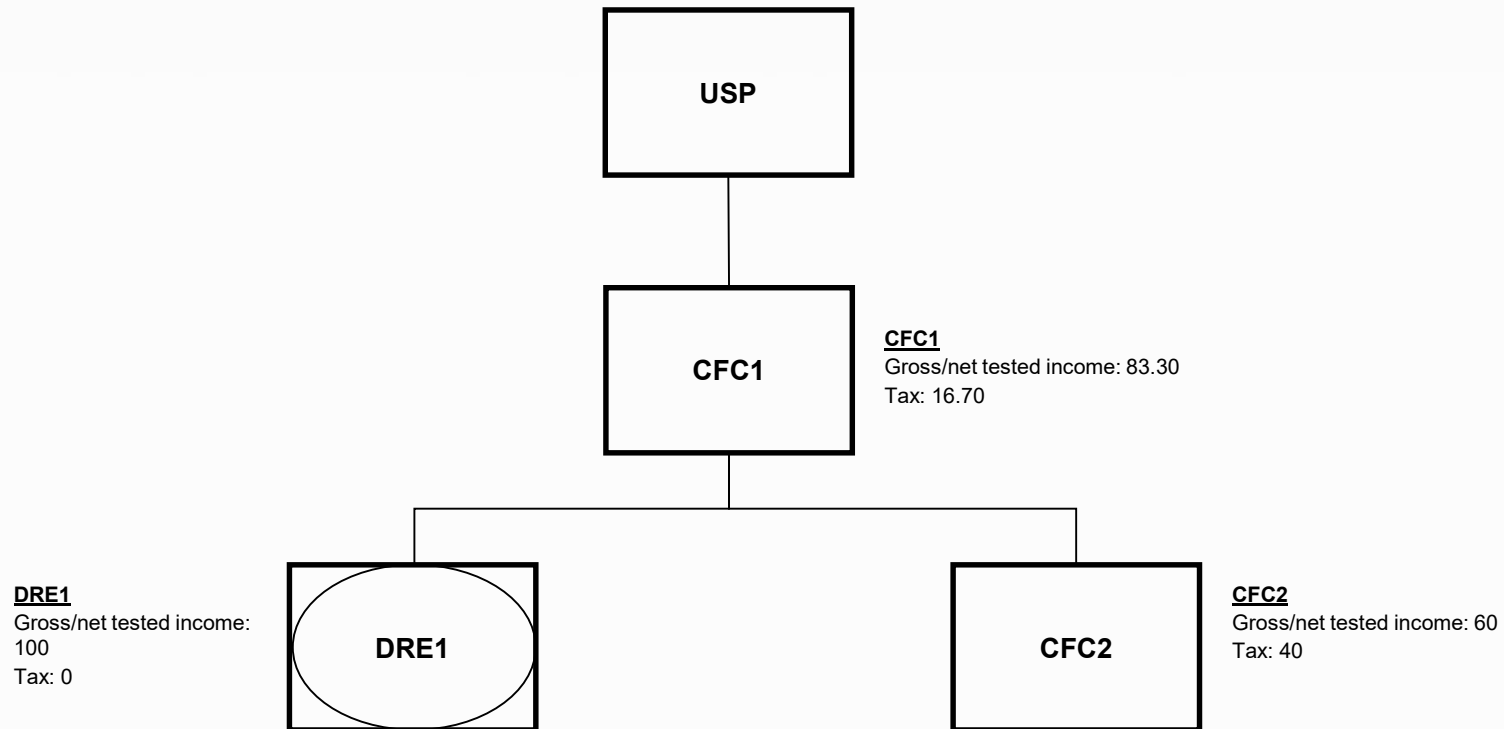 USP
CFC1
CFC1
Gross/net tested income: 83.30
Tax: 16.70
DRE1
Gross/net tested income:
100
Tax: 0
DRE1
CFC2
CFC2
Gross/net tested income: 60
Tax: 40